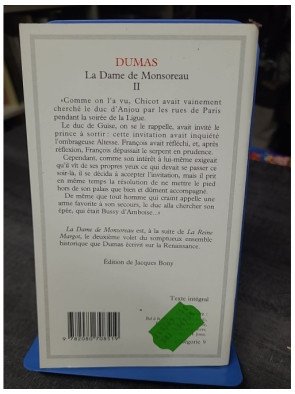 DUMAS
La Dame de Monsoreau
II
«Comme on l'a vu, Chicot avait vainement
cherché le duc d'Anjou par les rues de Paris
pendant la soirée de la Ligue.
Le duc de Guise, on se le rappelle, avait invité le
prince à sortir : cette invitation avait inquiété
l'ombrageuse Altesse. François avait réfléchi, et, après
réflexion, François dépassait le serpent en prudence.
Cependant, comme son intérêt à lui-même exigeait
qu'il vît de ses propres yeux ce qui devait se passer ce
soir-là, il se décida à accepter l'invitation, mais il prit
en même temps la résolution de ne mettre le pied
hors de son palais que bien et dûment accompagné.
De même que tout homme qui craint appelle une
arme favorite à son secours, le duc alla chercher son
épée, qui était Bussy d'Amboise...»
La Dame de Monsoreau est, à la suite de La Reine
Margot, le deuxième volet du somptueux ensemble
historique que Dumas écrivit sur la Renaissance.
Édition de Jacques Bony
Texte intégral
9 782080 708519